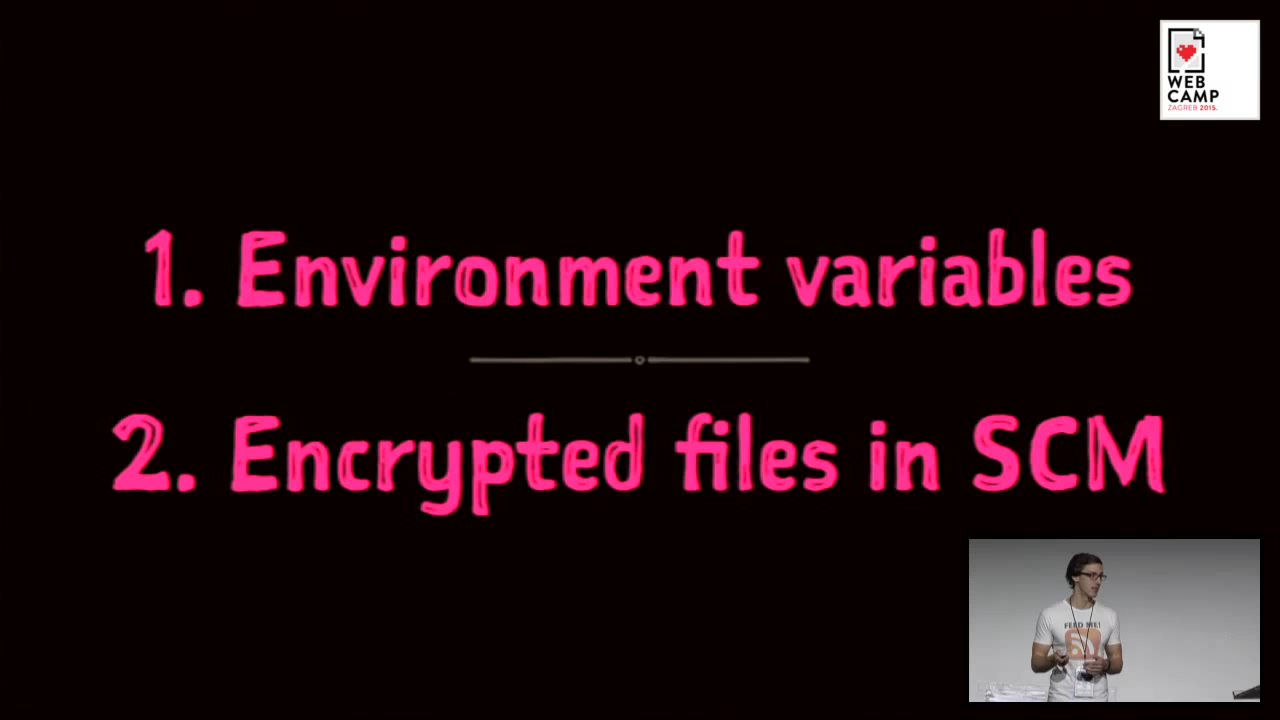 WEB
CAMP
ZAGREB 2015.
1. Environment variables
2. Encrypted files in SCM
FEED ME!